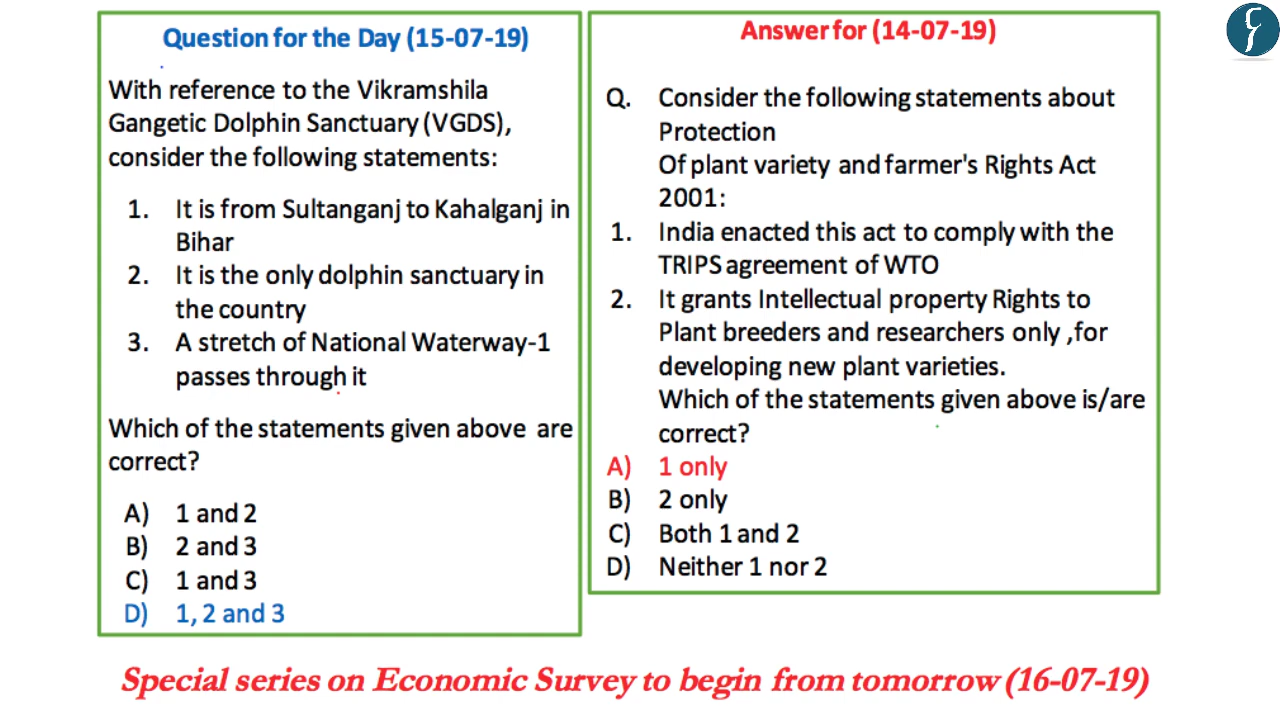 Question for the Day (15-07-19)
With reference to the Vikramshila
Gangetic Dolphin Sanctuary (VGDS),
consider the following statements:
1. It is from Sultanganj to Kahalganj in
Bihar
2. It is the only dolphin sanctuary in
the country
3. A stretch of National Waterway-1
passes through it
Which of the statements given above are
correct?
A) 1 and 2
B) 2 and 3
C) 1 and 3
D) 1, 2 and 3
Answer for (14-07-19)
Q. Consider the following statements about
Protection
Of plant variety and farmer's Rights Act
2001:
1. India enacted this act to comply with the
TRIPS agreement of WTO
2. It grants Intellectual property Rights to
Plant breeders and researchers only ,for
developing new plant varieties.
Which of the statements given above is/are
correct?
A) 1 only
B) 2 only
C) Both 1 and 2
D) Neither 1 nor 2
Special series on Economic Survey to begin from tomorrow (16-07-19)